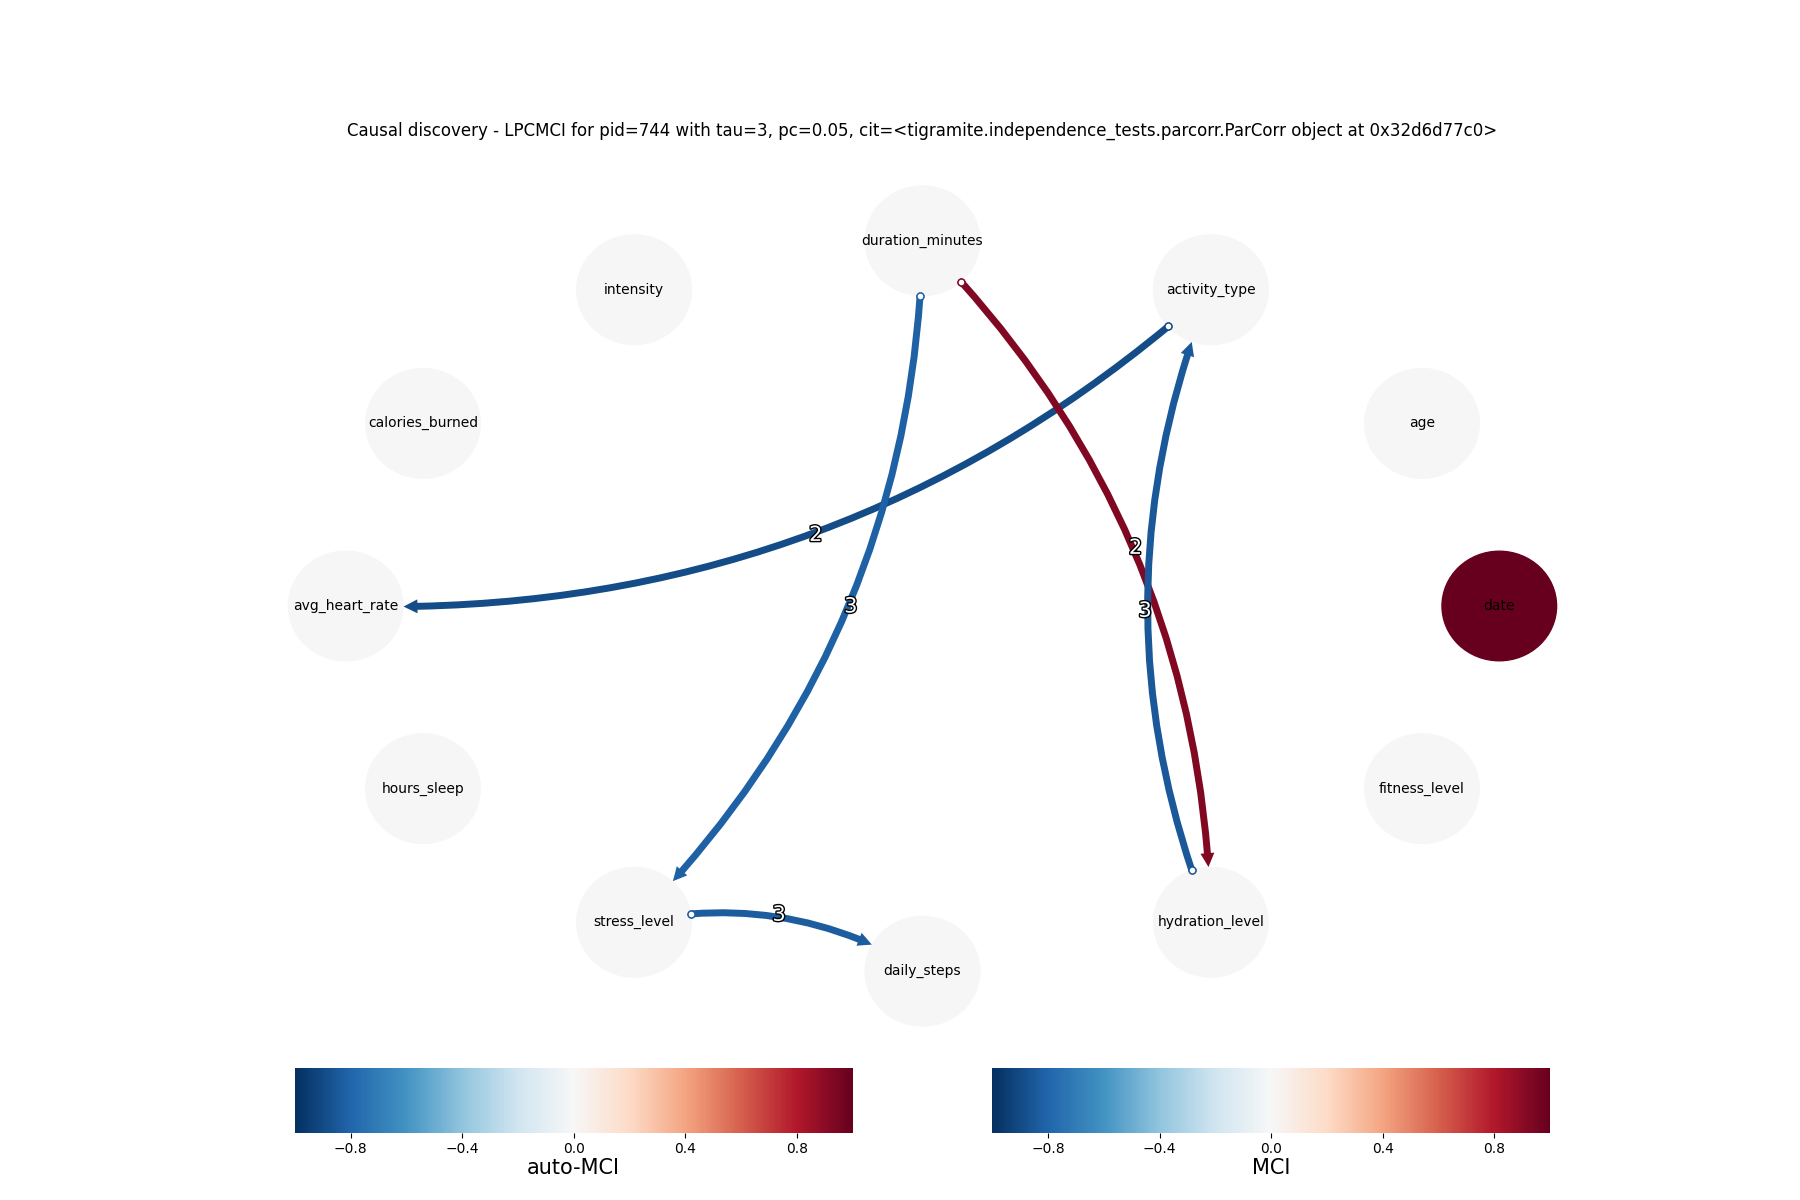 Causal discovery - LPCMCI for pid=744 with tau=3, pc=0.05, cit=<tigramite.independence_tests.parcorr.ParCorr object at 0x32d6d77c0>
duration_minutes
intensity
activity_type
calories_burned
age
2
2
avg_heart_rate
3
3
date
hours_sleep
fitness_level
stress_level
3
hydration_level
daily_steps
−0.8 −0.4 0.0 0.4 0.8
auto-MCI
−0.8 −0.4 0.0 0.4 0.8
MCI